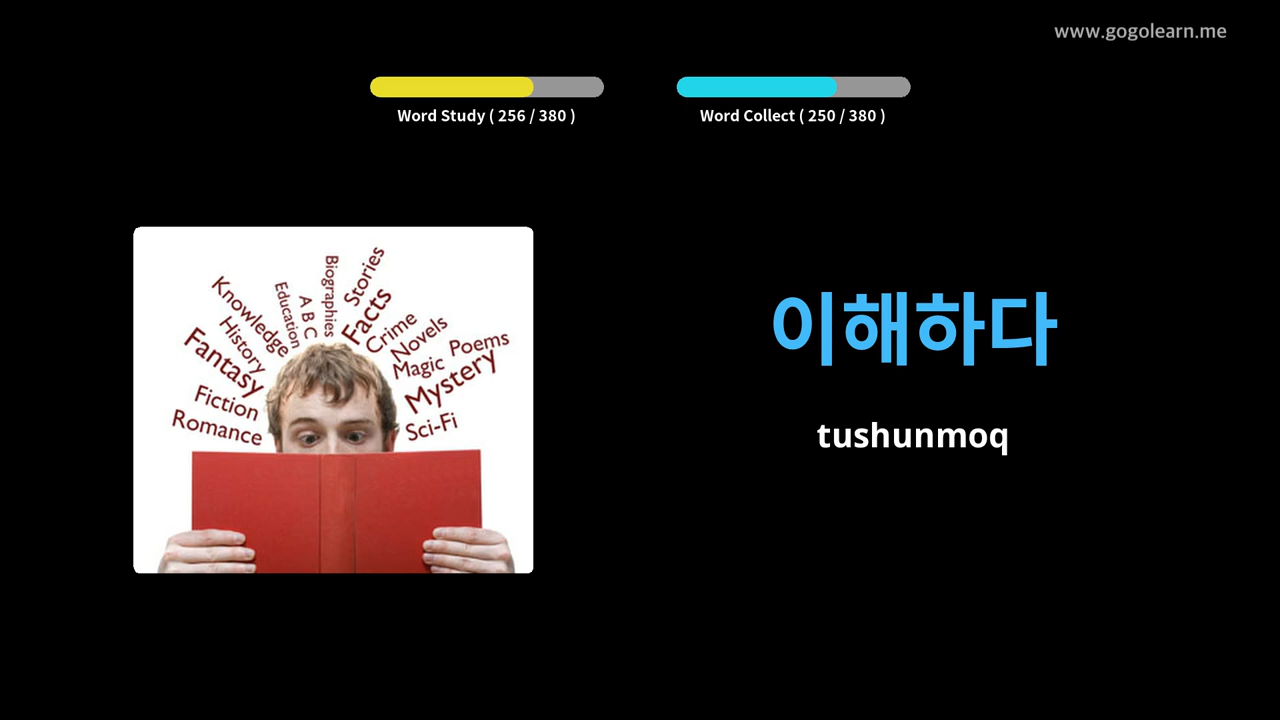 www.gogolearn.me
Word Study ( 256 / 380 )
Word Collect ( 250 / 380 )
Biographies
Stories
Education
A B C
Facts
Knowledge
Crime
History
Novels
Fantasy
Magic
Poems
Mystery
Fiction
Romance
Sci-Fi
이해하다
tushunmoq